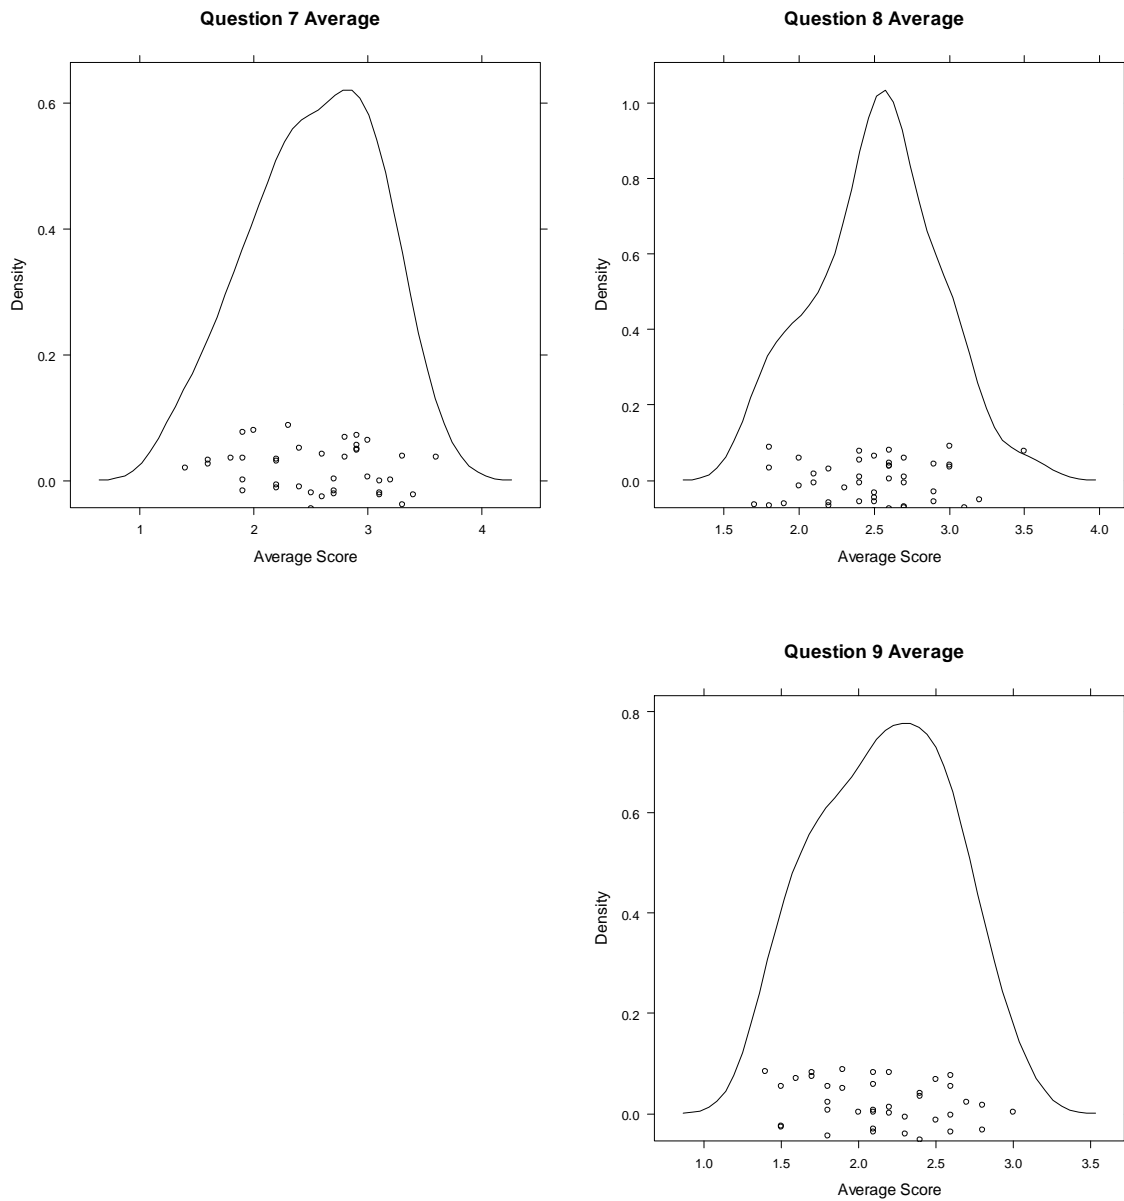 Question 7 Average
Density
0.6
0.4
0.2
0.0
1 2 3 4
Average Score
Question 8 Average
Density
1.0
0.8
0.6
0.4
0.2
0.0
1.5 2.0 2.5 3.0 3.5 4.0
Average Score
Question 9 Average
Density
0.8
0.6
0.4
0.2
0.0
1.0 1.5 2.0 2.5 3.0 3.5
Average Score